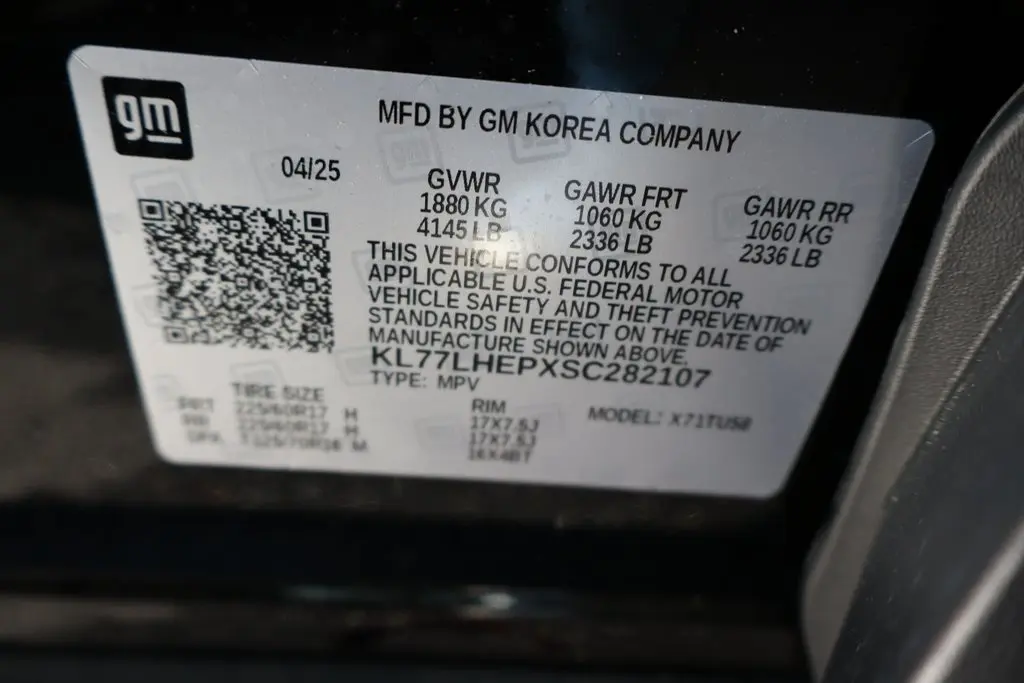 gm
MFD BY GM KOREA COMPANY
04/25
GVWR GAWR FRT GAWR RR
1880 KG 1060 KG 1060 KG
4145 LB 2336 LB 2336 LB
THIS VEHICLE CONFORMS TO ALL
APPLICABLE U.S. FEDERAL MOTOR
VEHICLE SAFETY AND THEFT PREVENTION
STANDARDS IN EFFECT ON THE DATE OF
MANUFACTURE SHOWN ABOVE.
KL77LHEPXSC282107
TYPE: MPV
TIRE SIZE RIM MODEL: X71TU58
FRT 225/60R17 H 17X7.5J
RR 225/60R17 H 17X7.5J
M 16X4BT